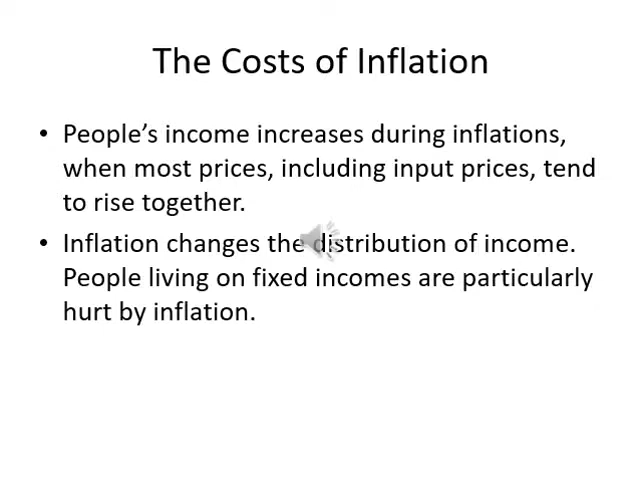 The Costs of Inflation
• People’s income increases during inflations,
when most prices, including input prices, tend
to rise together.
• Inflation changes the distribution of income.
People living on fixed incomes are particularly
hurt by inflation.